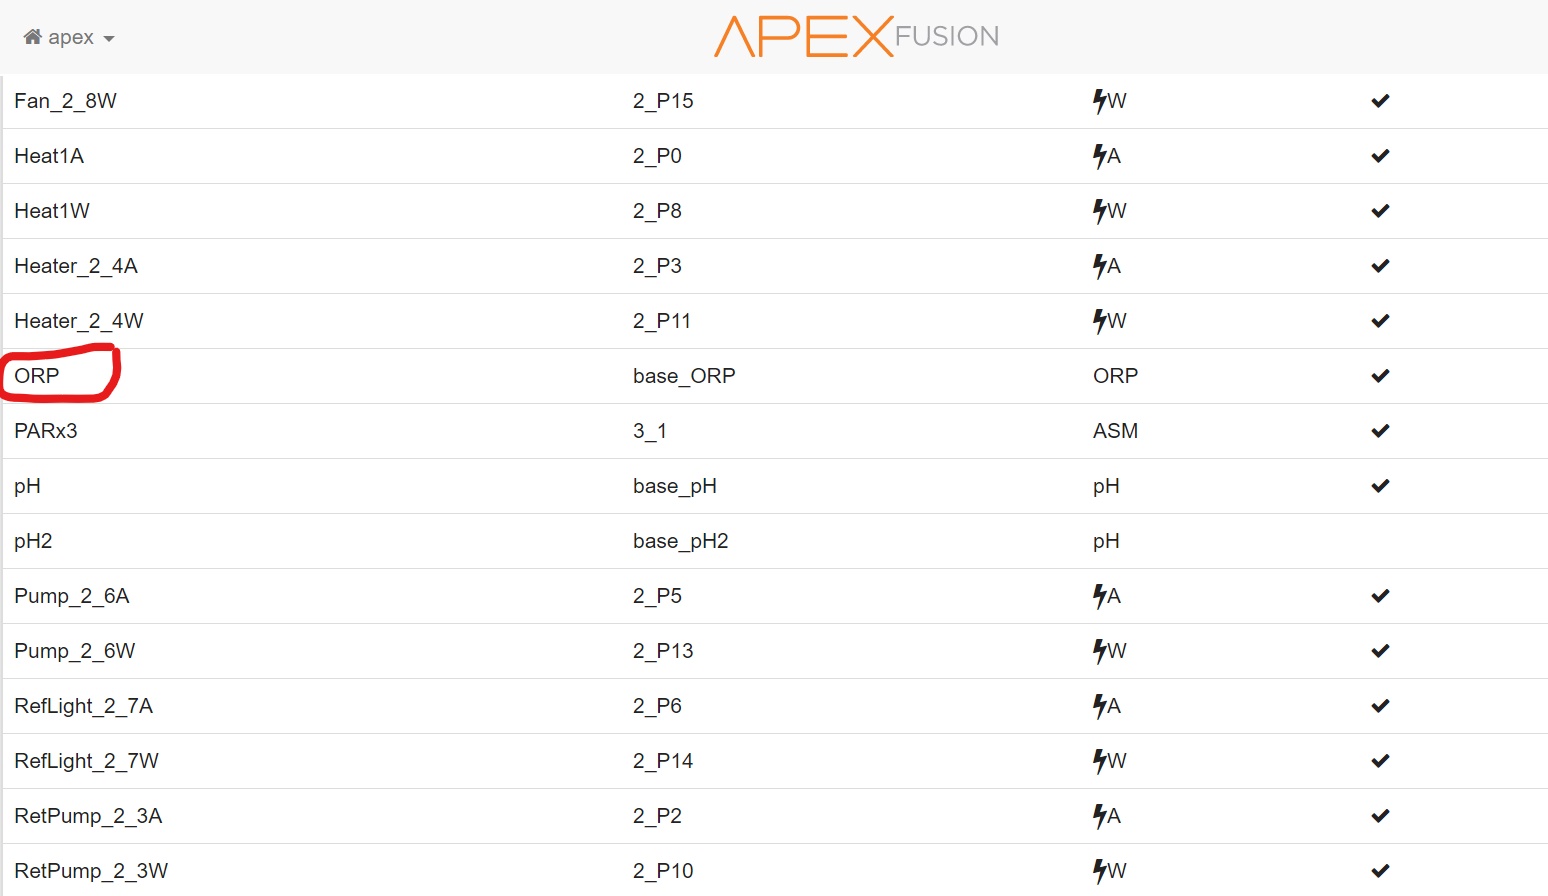 apex
APEX FUSION
Fan_2_8W 2_P15 W
Heat1A 2_P0 A
Heat1W 2_P8 W
Heater_2_4A 2_P3 A
Heater_2_4W 2_P11 W
ORP base_ORP ORP
PARx3 3_1 ASM
pH base_pH pH
pH2 base_pH2 pH
Pump_2_6A 2_P5 A
Pump_2_6W 2_P13 W
RefLight_2_7A 2_P6 A
RefLight_2_7W 2_P14 W
RetPump_2_3A 2_P2 A
RetPump_2_3W 2_P10 W